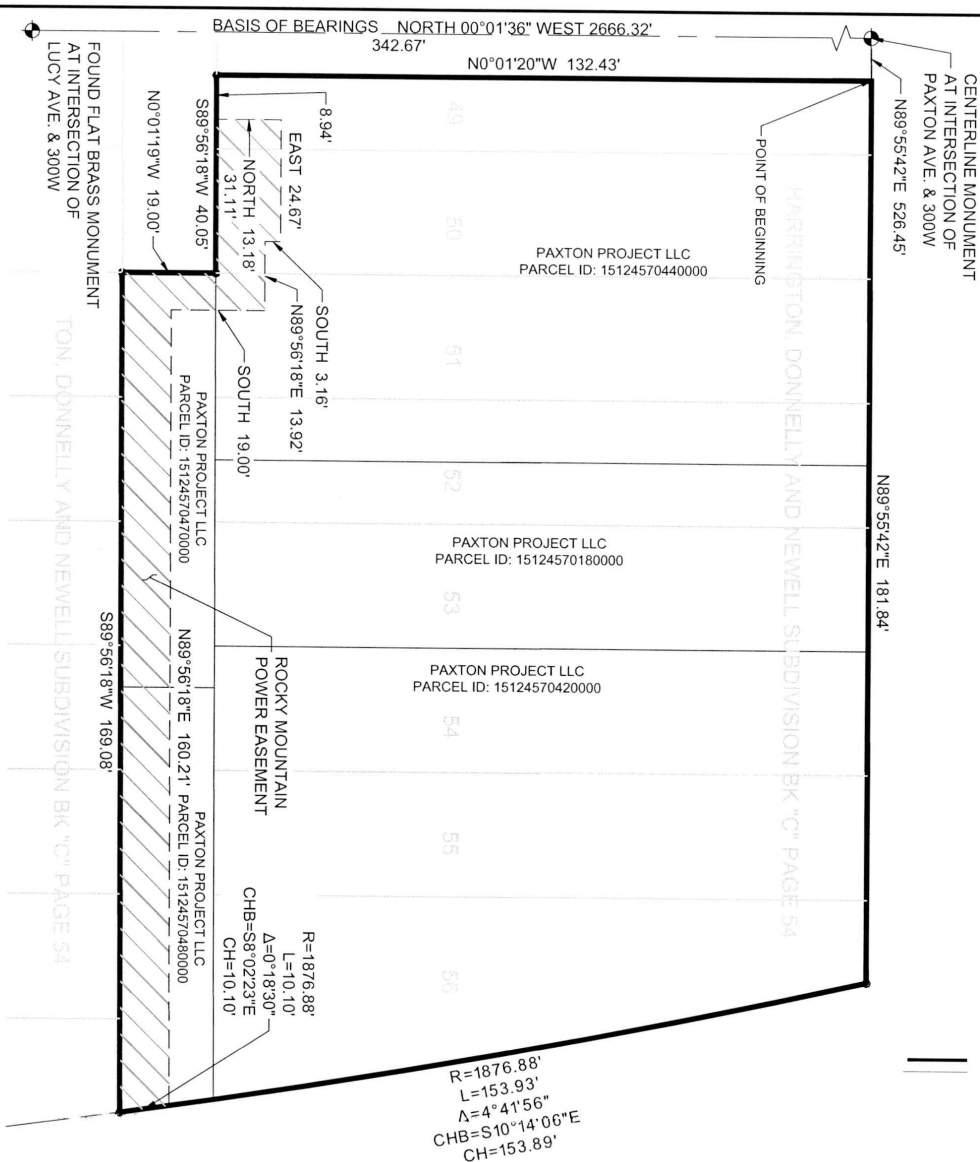 BASIS OF BEARINGS NORTH 00°01'36" WEST 2666.32'
342.67'
N0°01'20"W 132.43'
CENTERLINE MONUMENT
AT INTERSECTION OF
PAXTON AVE. & 300W
N89°55'42"E 526.45'
POINT OF BEGINNING
FOUND FLAT BRASS MONUMENT
AT INTERSECTION OF
LUCY AVE. & 300W
N0°01'19"W 19.00'
S89°56'18"W 40.05'
8.94'
EAST 24.67'
NORTH 13.18'
31.11'
SOUTH 3.16'
N89°56'18"E 13.92'
SOUTH 19.00'
49
50
51
52
53
54
55
56
PAXTON PROJECT LLC
PARCEL ID: 15124570440000
PAXTON PROJECT LLC
PARCEL ID: 15124570180000
PAXTON PROJECT LLC
PARCEL ID: 15124570420000
HARRINGTON, DONNELLY AND NEWELL SUBDIVISION BK "C" PAGE 54
N89°55'42"E 181.84'
PAXTON PROJECT LLC
PARCEL ID: 15124570470000
ROCKY MOUNTAIN
POWER EASEMENT
N89°56'18"E 160.21'
PAXTON PROJECT LLC
PARCEL ID: 15124570480000
S89°56'18"W 169.08'
TON, DONNELLY AND NEWELL SUBDIVISION BK "C" PAGE 54
R=1876.88'
L=10.10'
Δ=0°18'30"
CHB=S8°02'23"E
CH=10.10'
R=1876.88'
L=153.93'
Δ=4°41'56"
CHB=S10°14'06"E
CH=153.89'